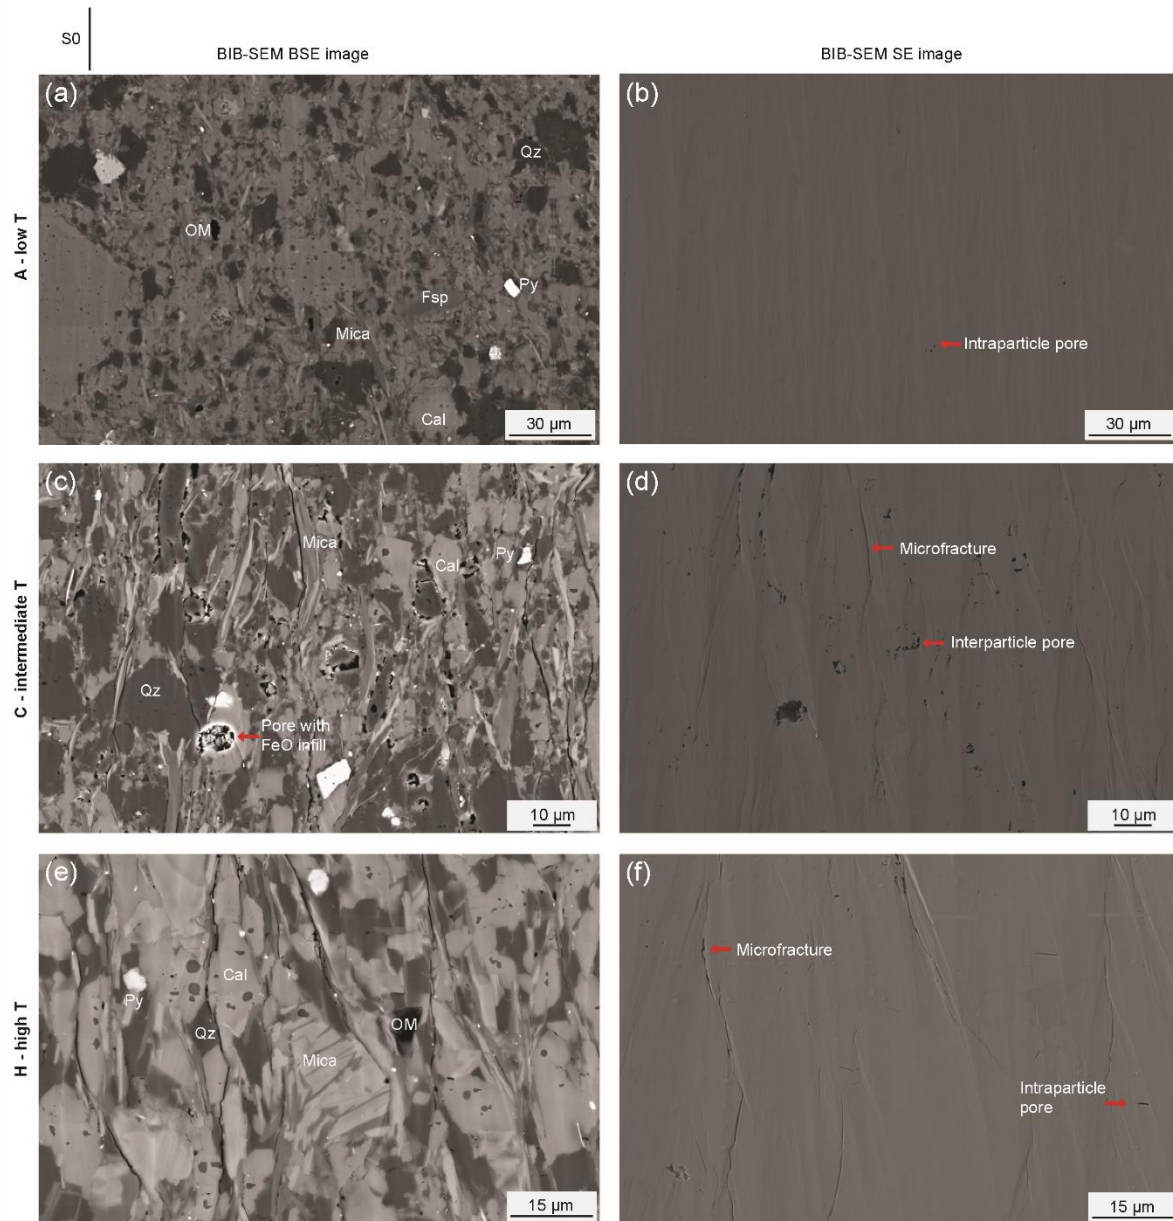 S0
BIB-SEM BSE image
BIB-SEM SE image
A - low T
(a)
Qz
OM
Fsp
Py
Mica
Cal
30 µm
(b)
Intraparticle pore
30 µm
C - intermediate T
(c)
Mica
Cal
Py
Qz
Pore with
FeO infill
10 µm
(d)
Microfracture
Interparticle pore
10 µm
H - high T
(e)
Py
Cal
Qz
OM
Mica
15 µm
(f)
Microfracture
Intraparticle
pore
15 µm